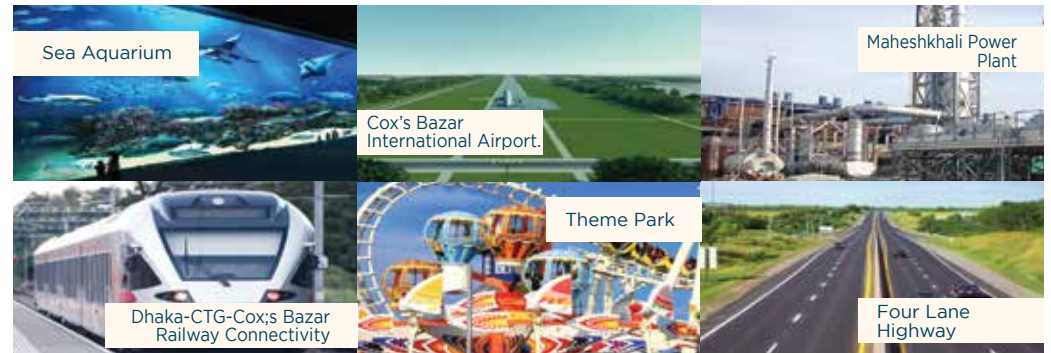 Sea Aquarium
Cox's Bazar
International Airport.
Maheshkhali Power
Plant
Dhaka-CTG-Cox;s Bazar
Railway Connectivity
Theme Park
Four Lane
Highway